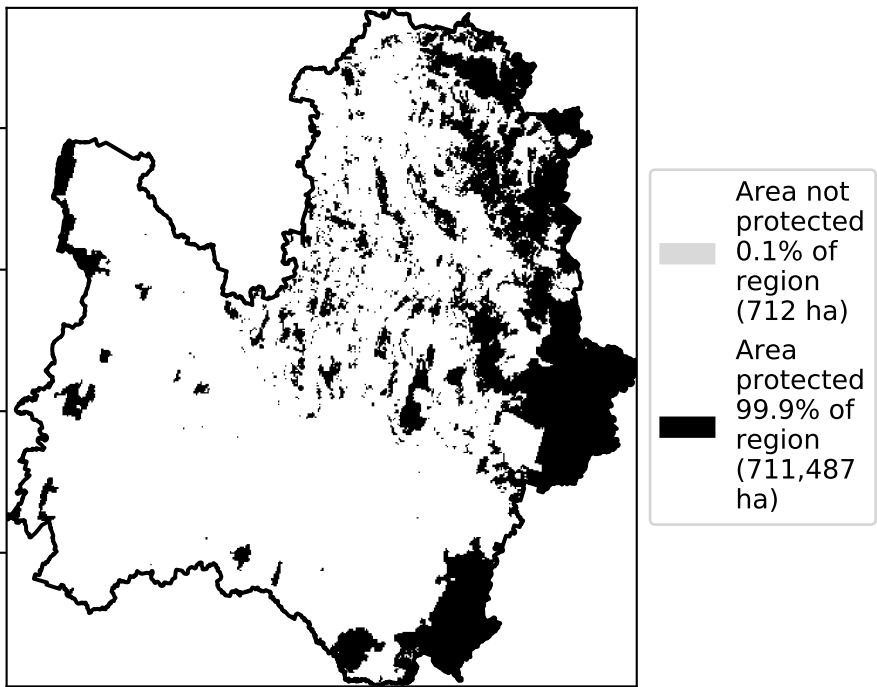 Area not
protected
0.1% of
region
(712 ha)
Area
protected
99.9% of
region
(711,487
ha)